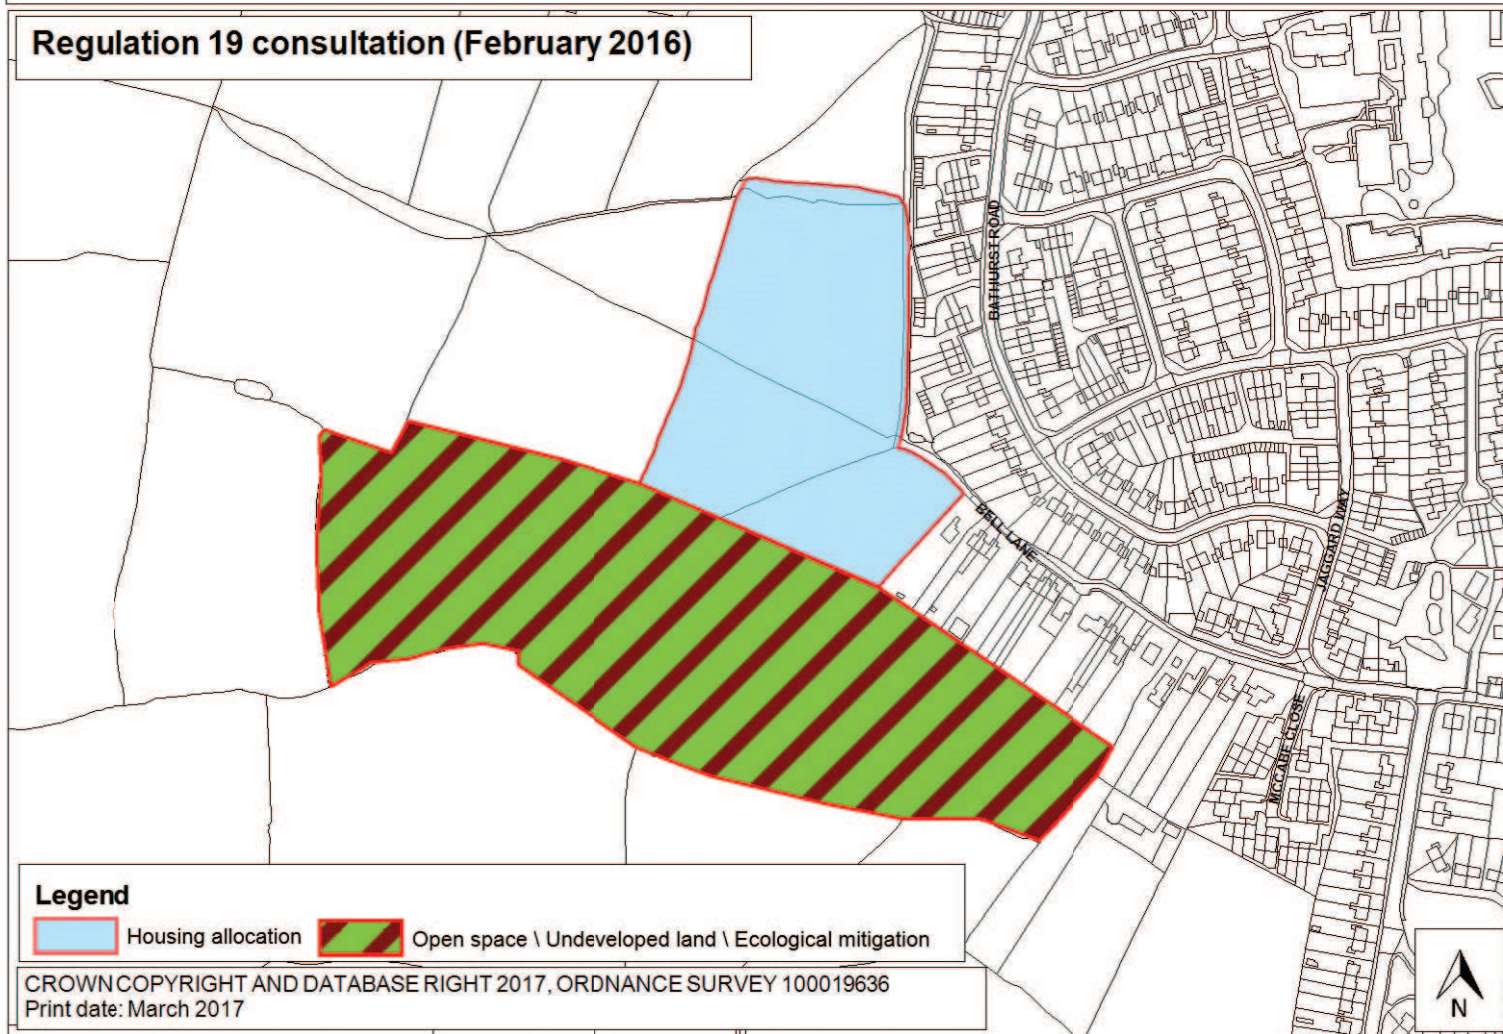 Regulation 19 consultation (February 2016)
BATHURST ROAD
BELL LANE
JAGGARD WAY
MCCABE CLOSE
Legend
Housing allocation
Open space \ Undeveloped land \ Ecological mitigation
CROWN COPYRIGHT AND DATABASE RIGHT 2017, ORDNANCE SURVEY 100019636
Print date: March 2017
N